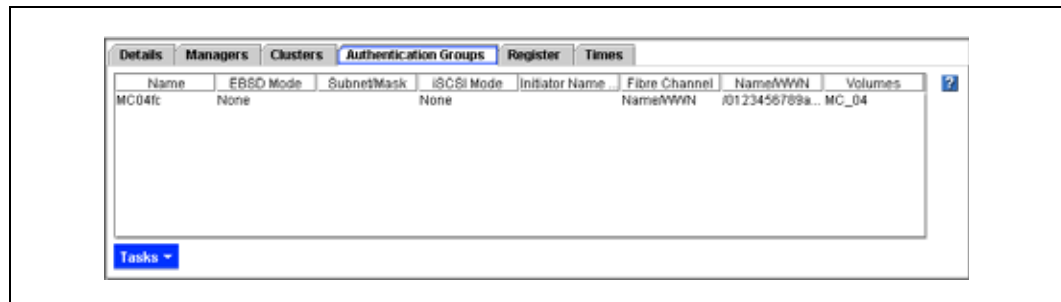 Details Managers Clusters Authentication Groups Register Times
Name EBSD Mode Subnet/Mask iSCSI Mode Initiator Name ... Fibre Channel Name/WWN Volumes
MC04fc None None Name/WWN /0123456789a... MC_04
?
Tasks